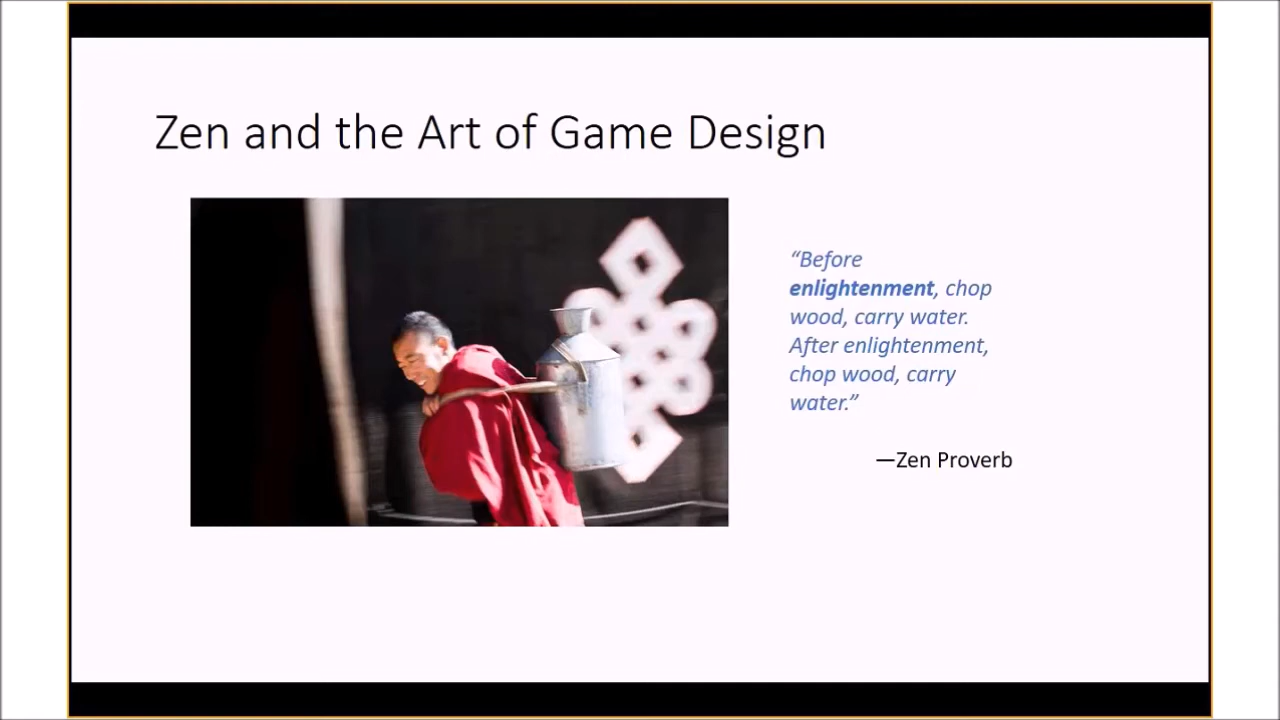 Zen and the Art of Game Design
“Before
enlightenment, chop
wood, carry water.
After enlightenment,
chop wood, carry
water.”
—Zen Proverb